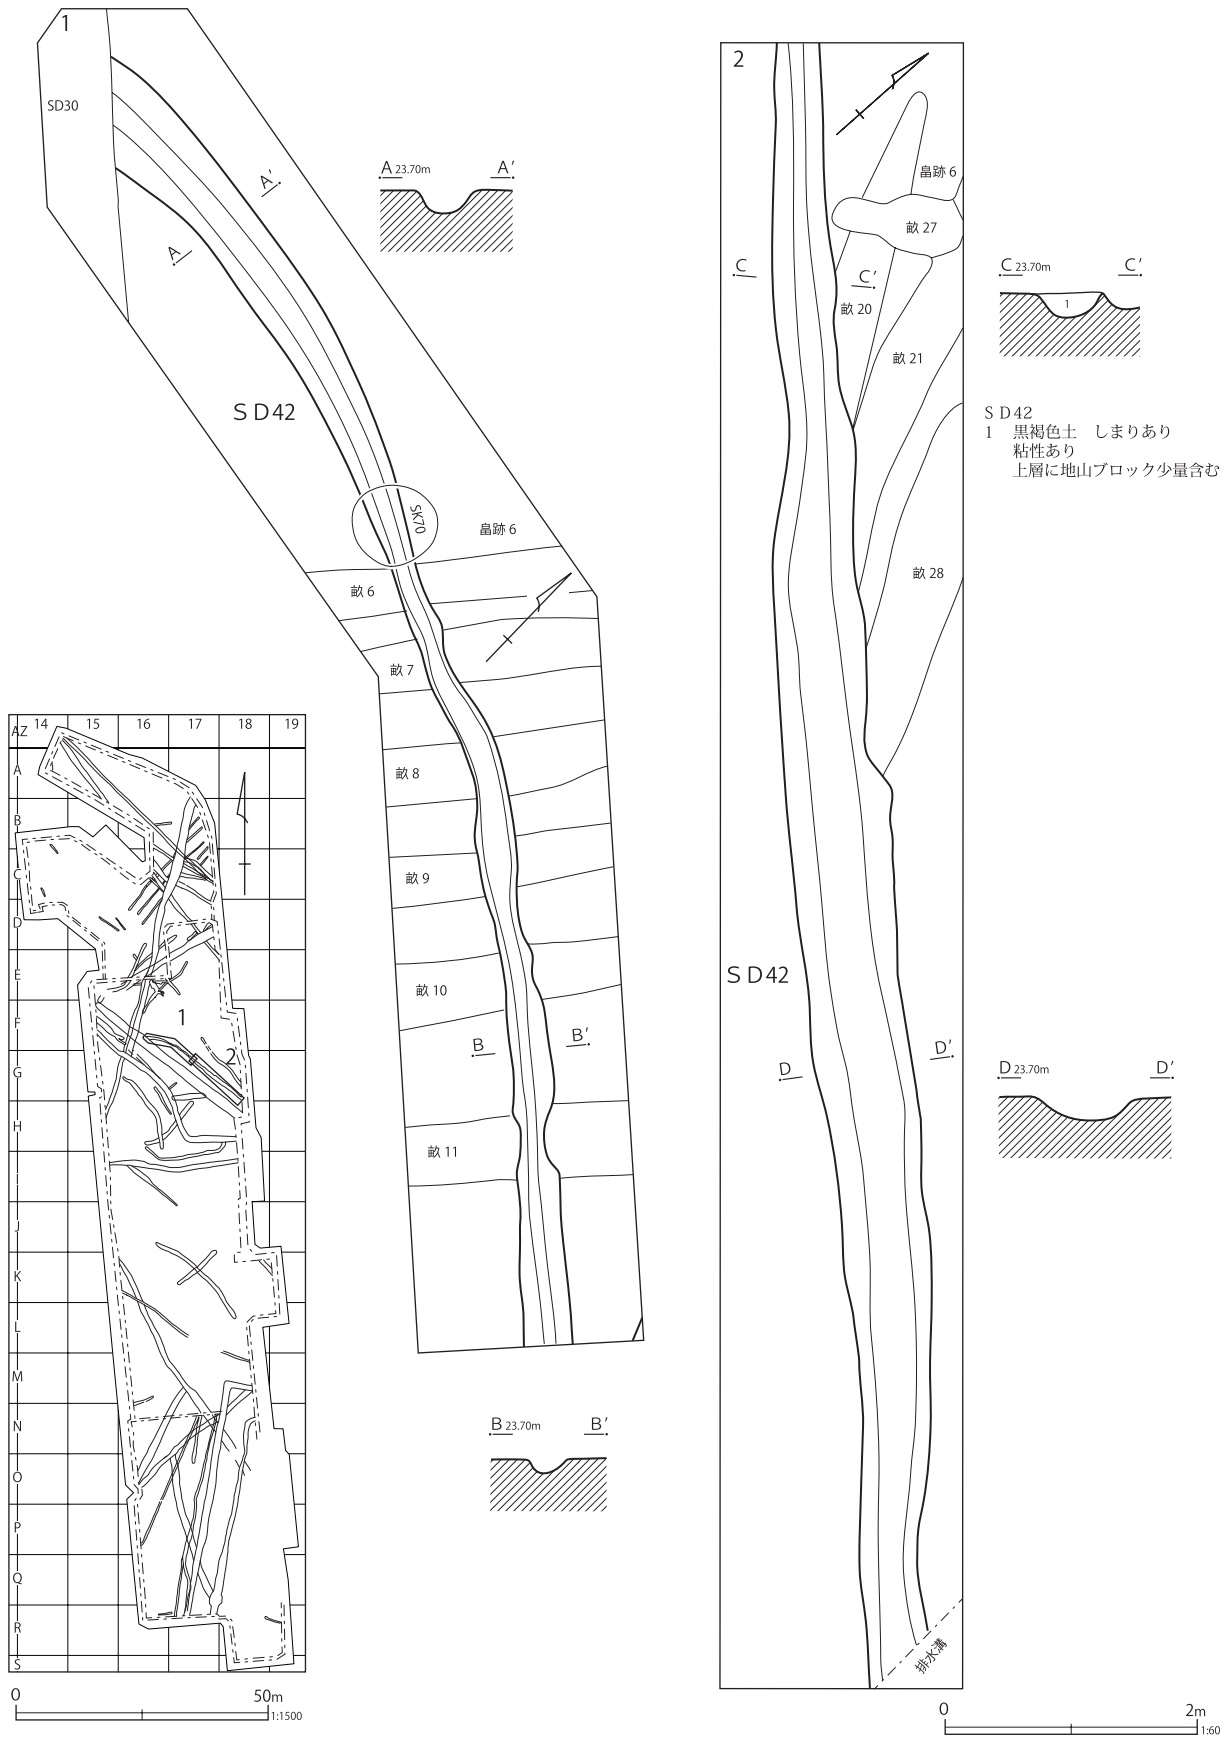 1
SD30
A'
A
ＳＤ42
SK70
畠跡 6
畝 6
畝 7
畝 8
畝 9
畝 10
畝 11
B
B'
A 23.70m A'
B 23.70m B'
2
畠跡 6
畝 27
C
C'
畝 20
畝 21
畝 28
ＳＤ42
D
D'
排水溝
C 23.70m C'
1
ＳＤ42
1 黒褐色土　しまりあり
粘性あり
上層に地山ブロック少量含む
D 23.70m D'
14 15 16 17 18 19
AZ
A
B
C
D
E
F
G
H
I
J
K
L
M
N
O
P
Q
R
S
1
2
0 50m
1:1500
0 2m
1:60